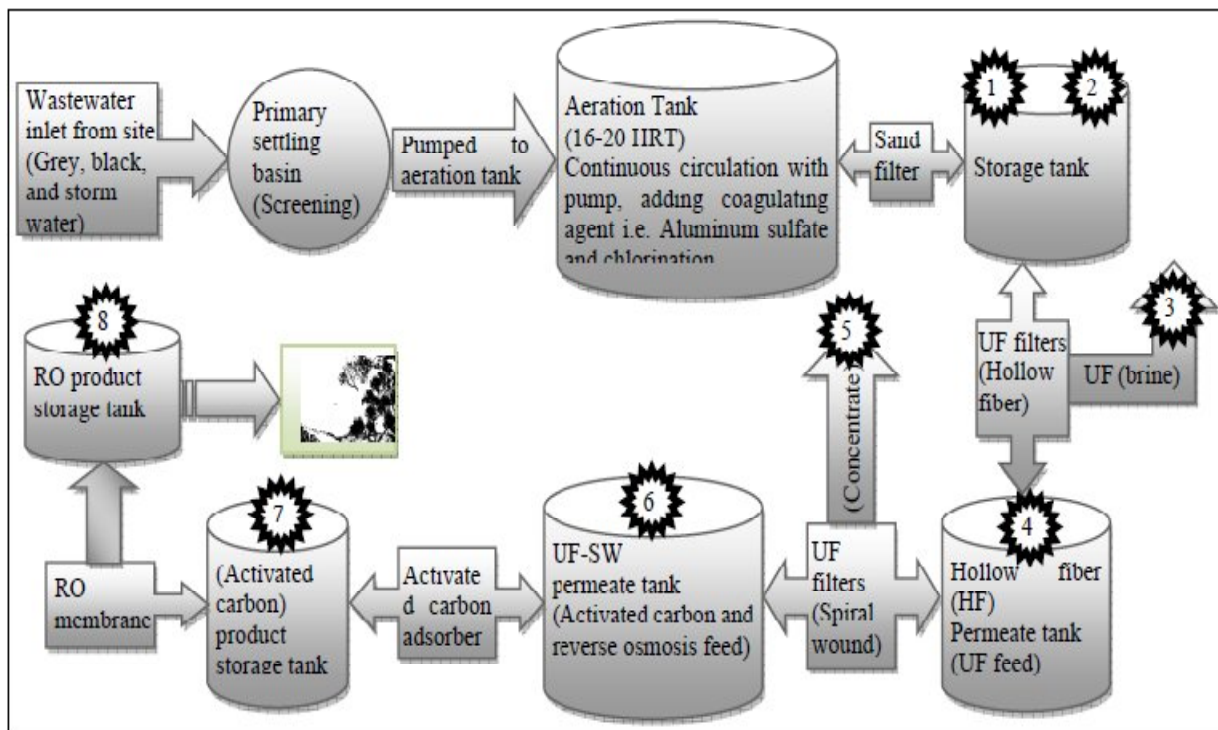 Wastewater
inlet from site
(Grey, black,
and storm
water)
Primary
settling
basin
(Screening)
Pumped to
aeration tank
Aeration Tank
(16-20 HRT)
Continuous circulation with
pump, adding coagulating
agent i.e. Aluminum sulfate
and chlorination
Sand
filter
1
2
Storage tank
3
UF filters
(Hollow
fiber)
UF (brine)
4
Hollow fiber
(HF)
Permeate tank
(UF feed)
UF
filters
(Spiral
wound)
5
(Concentrate)
6
UF-SW
permeate tank
(Activated carbon and
reverse osmosis feed)
Activate
d carbon
adsorber
7
(Activated
carbon)
product
storage tank
RO
membrane
8
RO product
storage tank